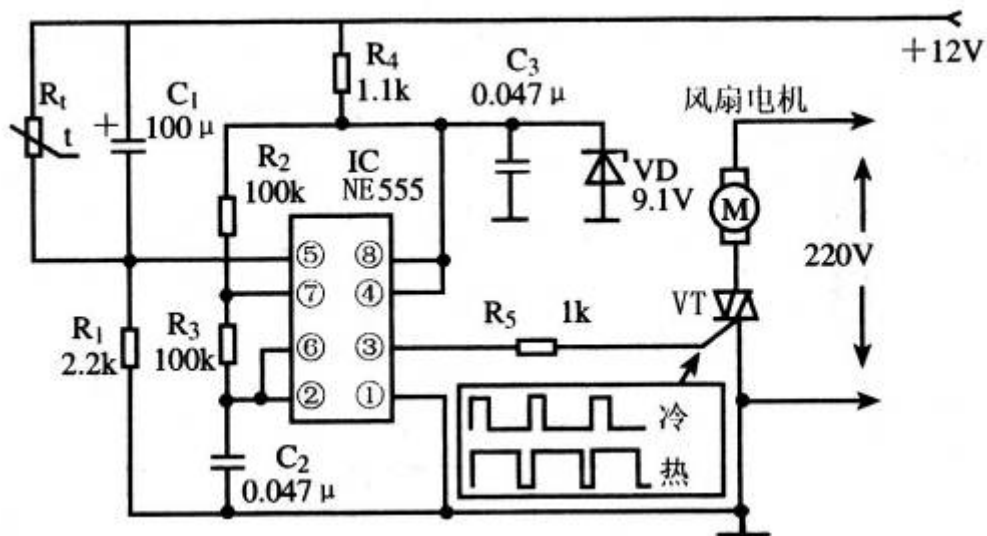 +12V
Rt
t
C1
100μ
+
R4
1.1k
C3
0.047μ
风扇电机
R2
100k
IC
NE555
VD
9.1V
M
220V
⑤ ⑧
⑦ ④
⑥ ③
② ①
R1
2.2k
R3
100k
R5 1k
VT
冷
热
C2
0.047μ